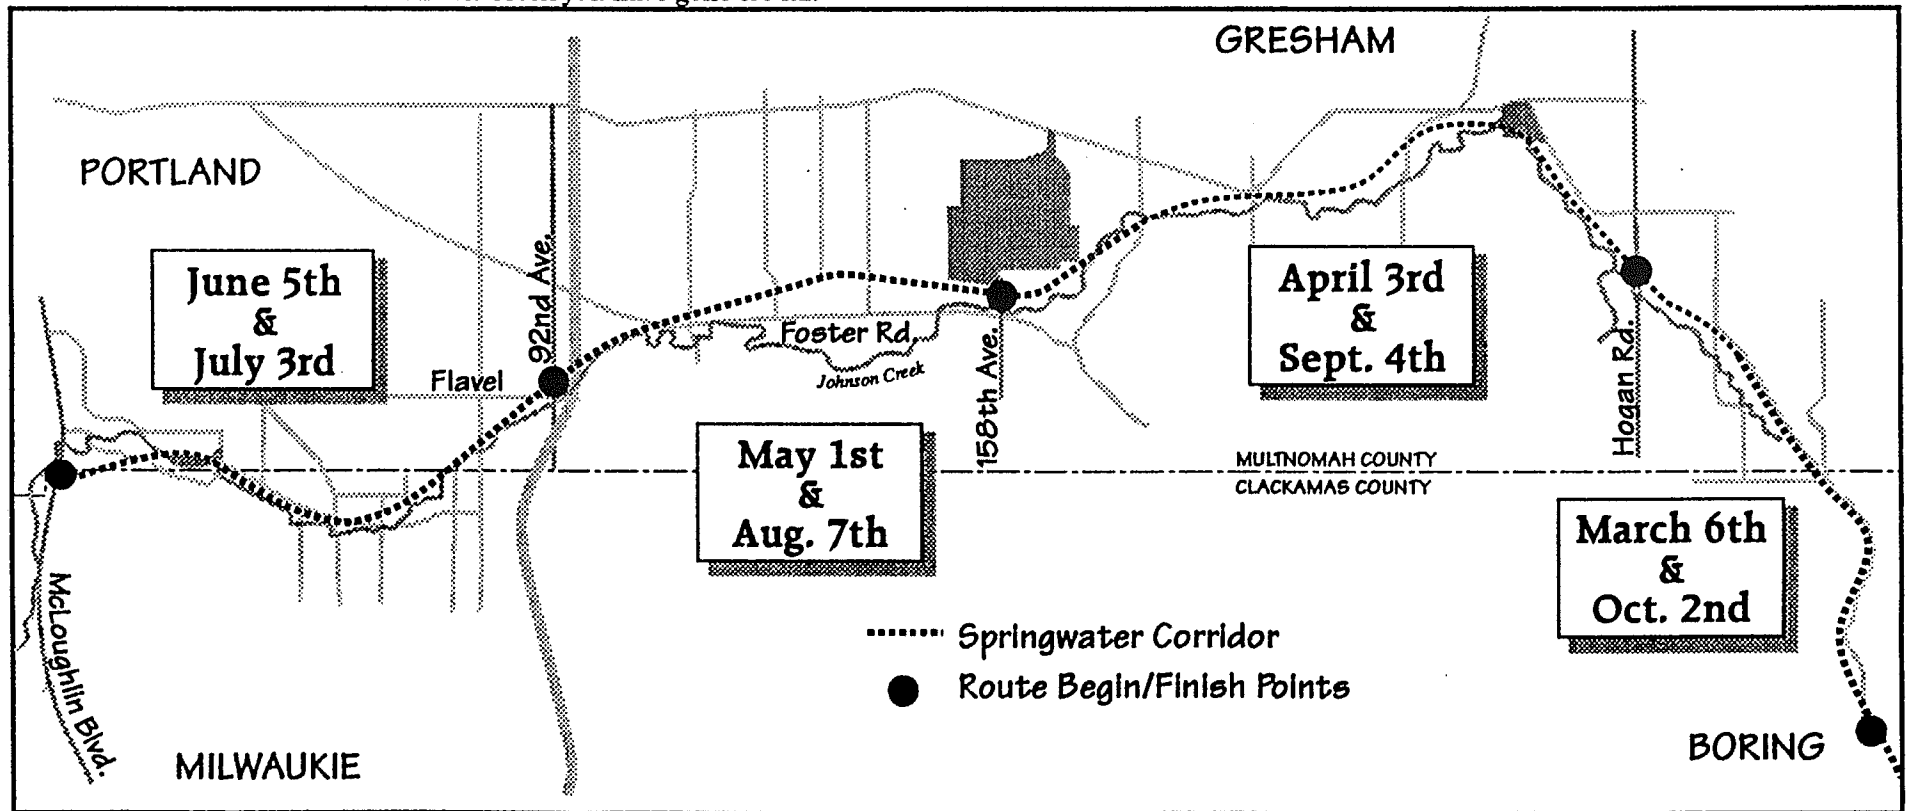 GRESHAM
PORTLAND
June 5th
&
July 3rd
92nd Ave.
Flavel
Foster Rd.
Johnson Creek
158th Ave.
April 3rd
&
Sept. 4th
Hogan Rd.
May 1st
&
Aug. 7th
MULTNOMAH COUNTY
CLACKAMAS COUNTY
March 6th
&
Oct. 2nd
McLoughlin Blvd.
Springwater Corridor
Route Begin/Finish Points
MILWAUKIE
BORING